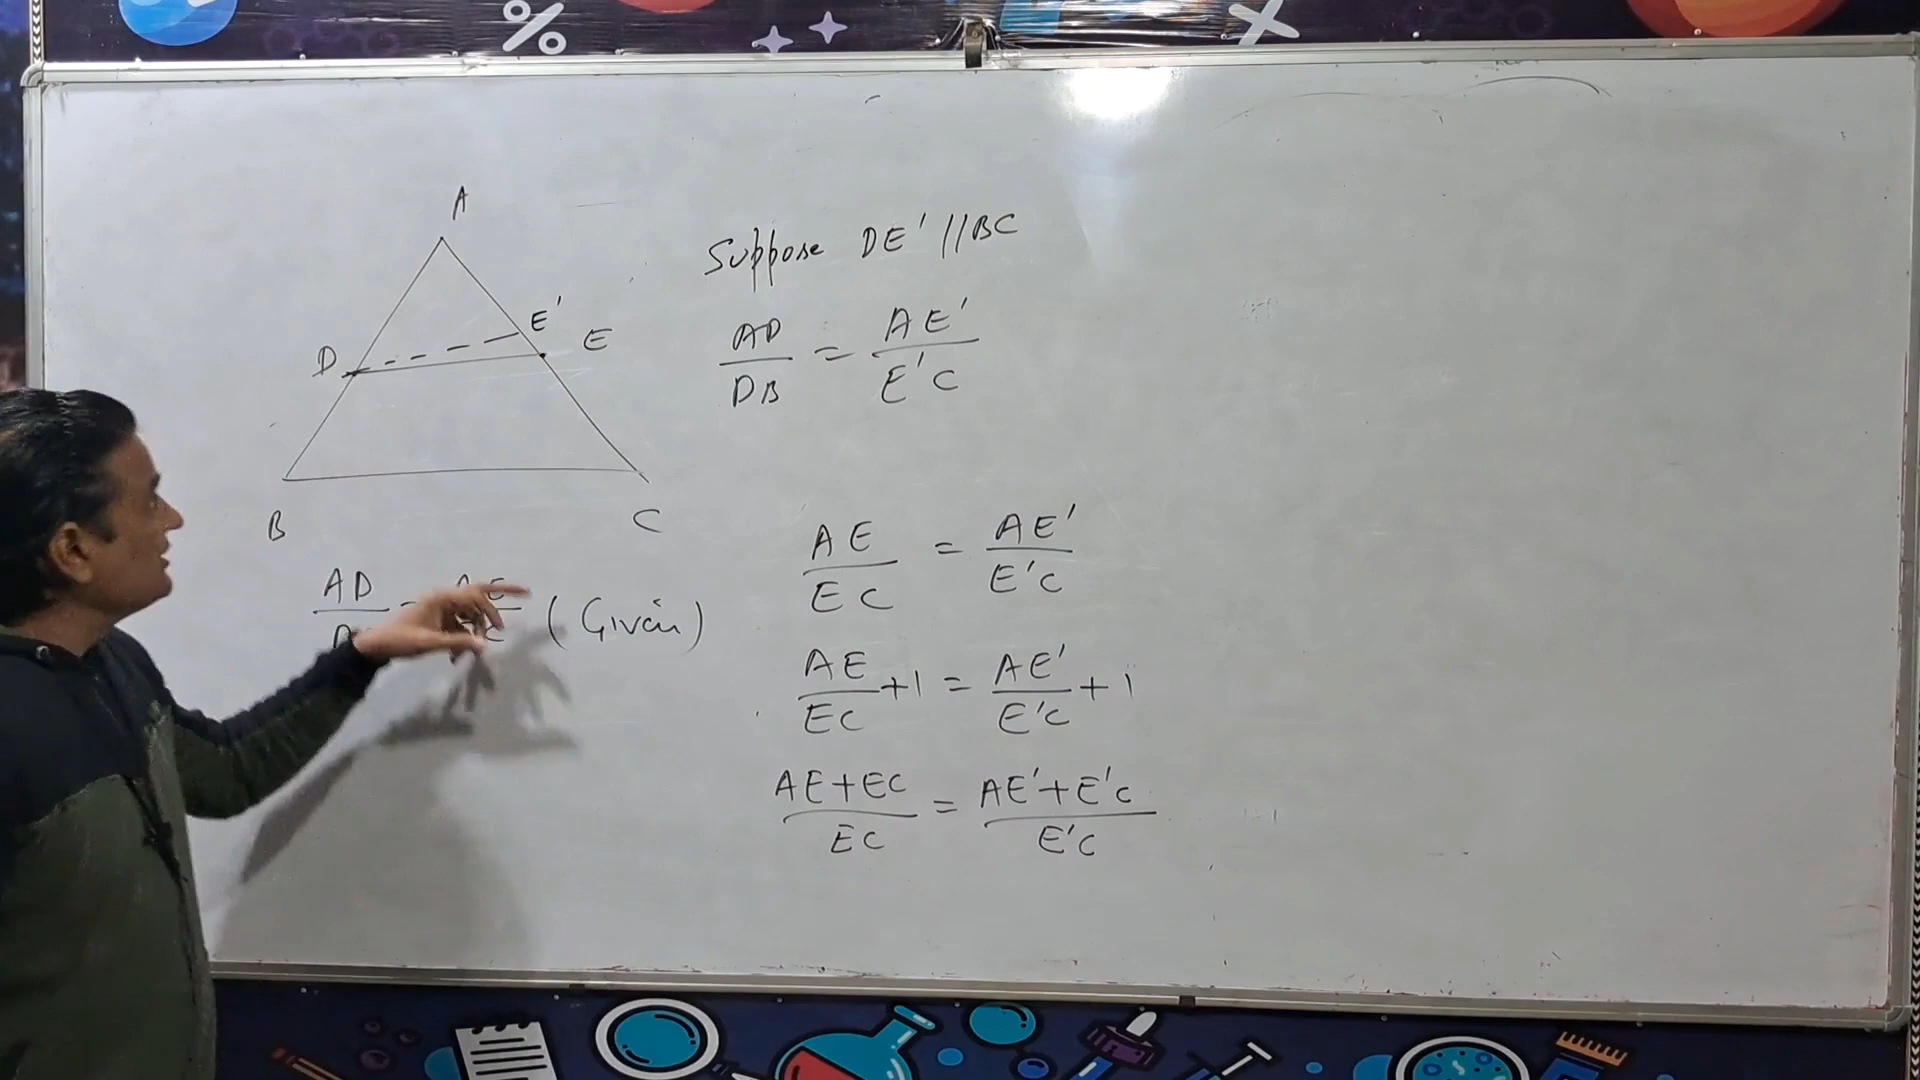 A
E'
E
D
B
C
AD = (Given)
Suppose DE' // BC
AD/DB = AE'/E'C
AE/EC = AE'/E'C
AE/EC + 1 = AE'/E'C + 1
AE+EC/EC = AE'+E'C/E'C
%